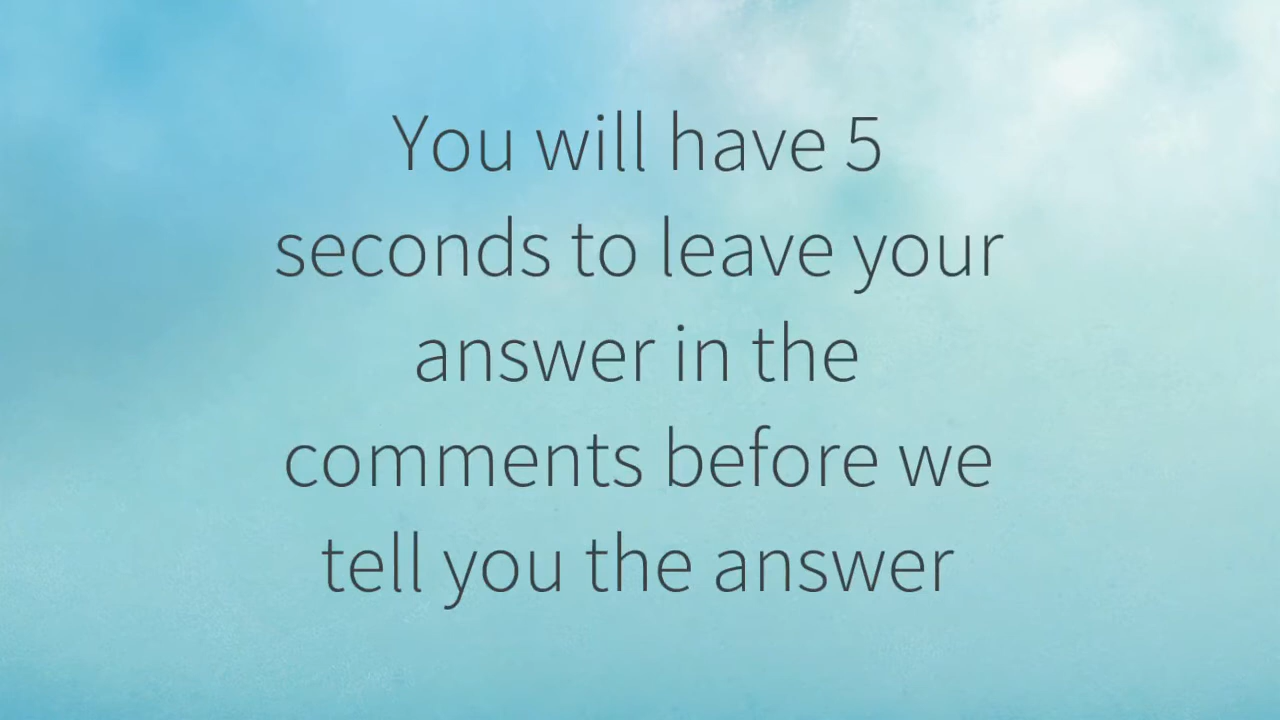 You will have 5
seconds to leave your
answer in the
comments before we
tell you the answer